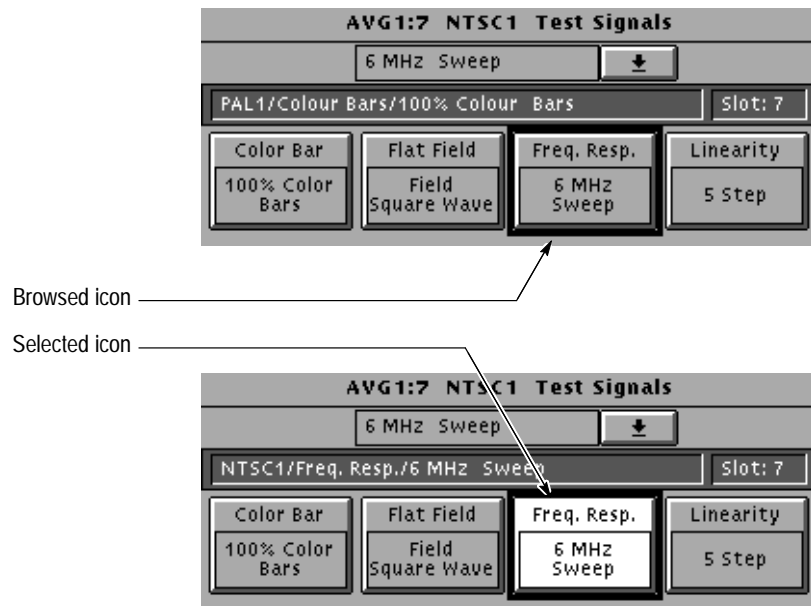 AVG1:7 NTSC1 Test Signals
6 MHz Sweep
PAL1/Colour Bars/100% Colour Bars
Slot: 7
Color Bar
100% Color
Bars
Flat Field
Field
Square Wave
Freq. Resp.
6 MHz
Sweep
Linearity
5 Step
Browsed icon
Selected icon
AVG1:7 NTSC1 Test Signals
6 MHz Sweep
NTSC1/Freq. Resp./6 MHz Sweep
Slot: 7
Color Bar
100% Color
Bars
Flat Field
Field
Square Wave
Freq. Resp.
6 MHz
Sweep
Linearity
5 Step